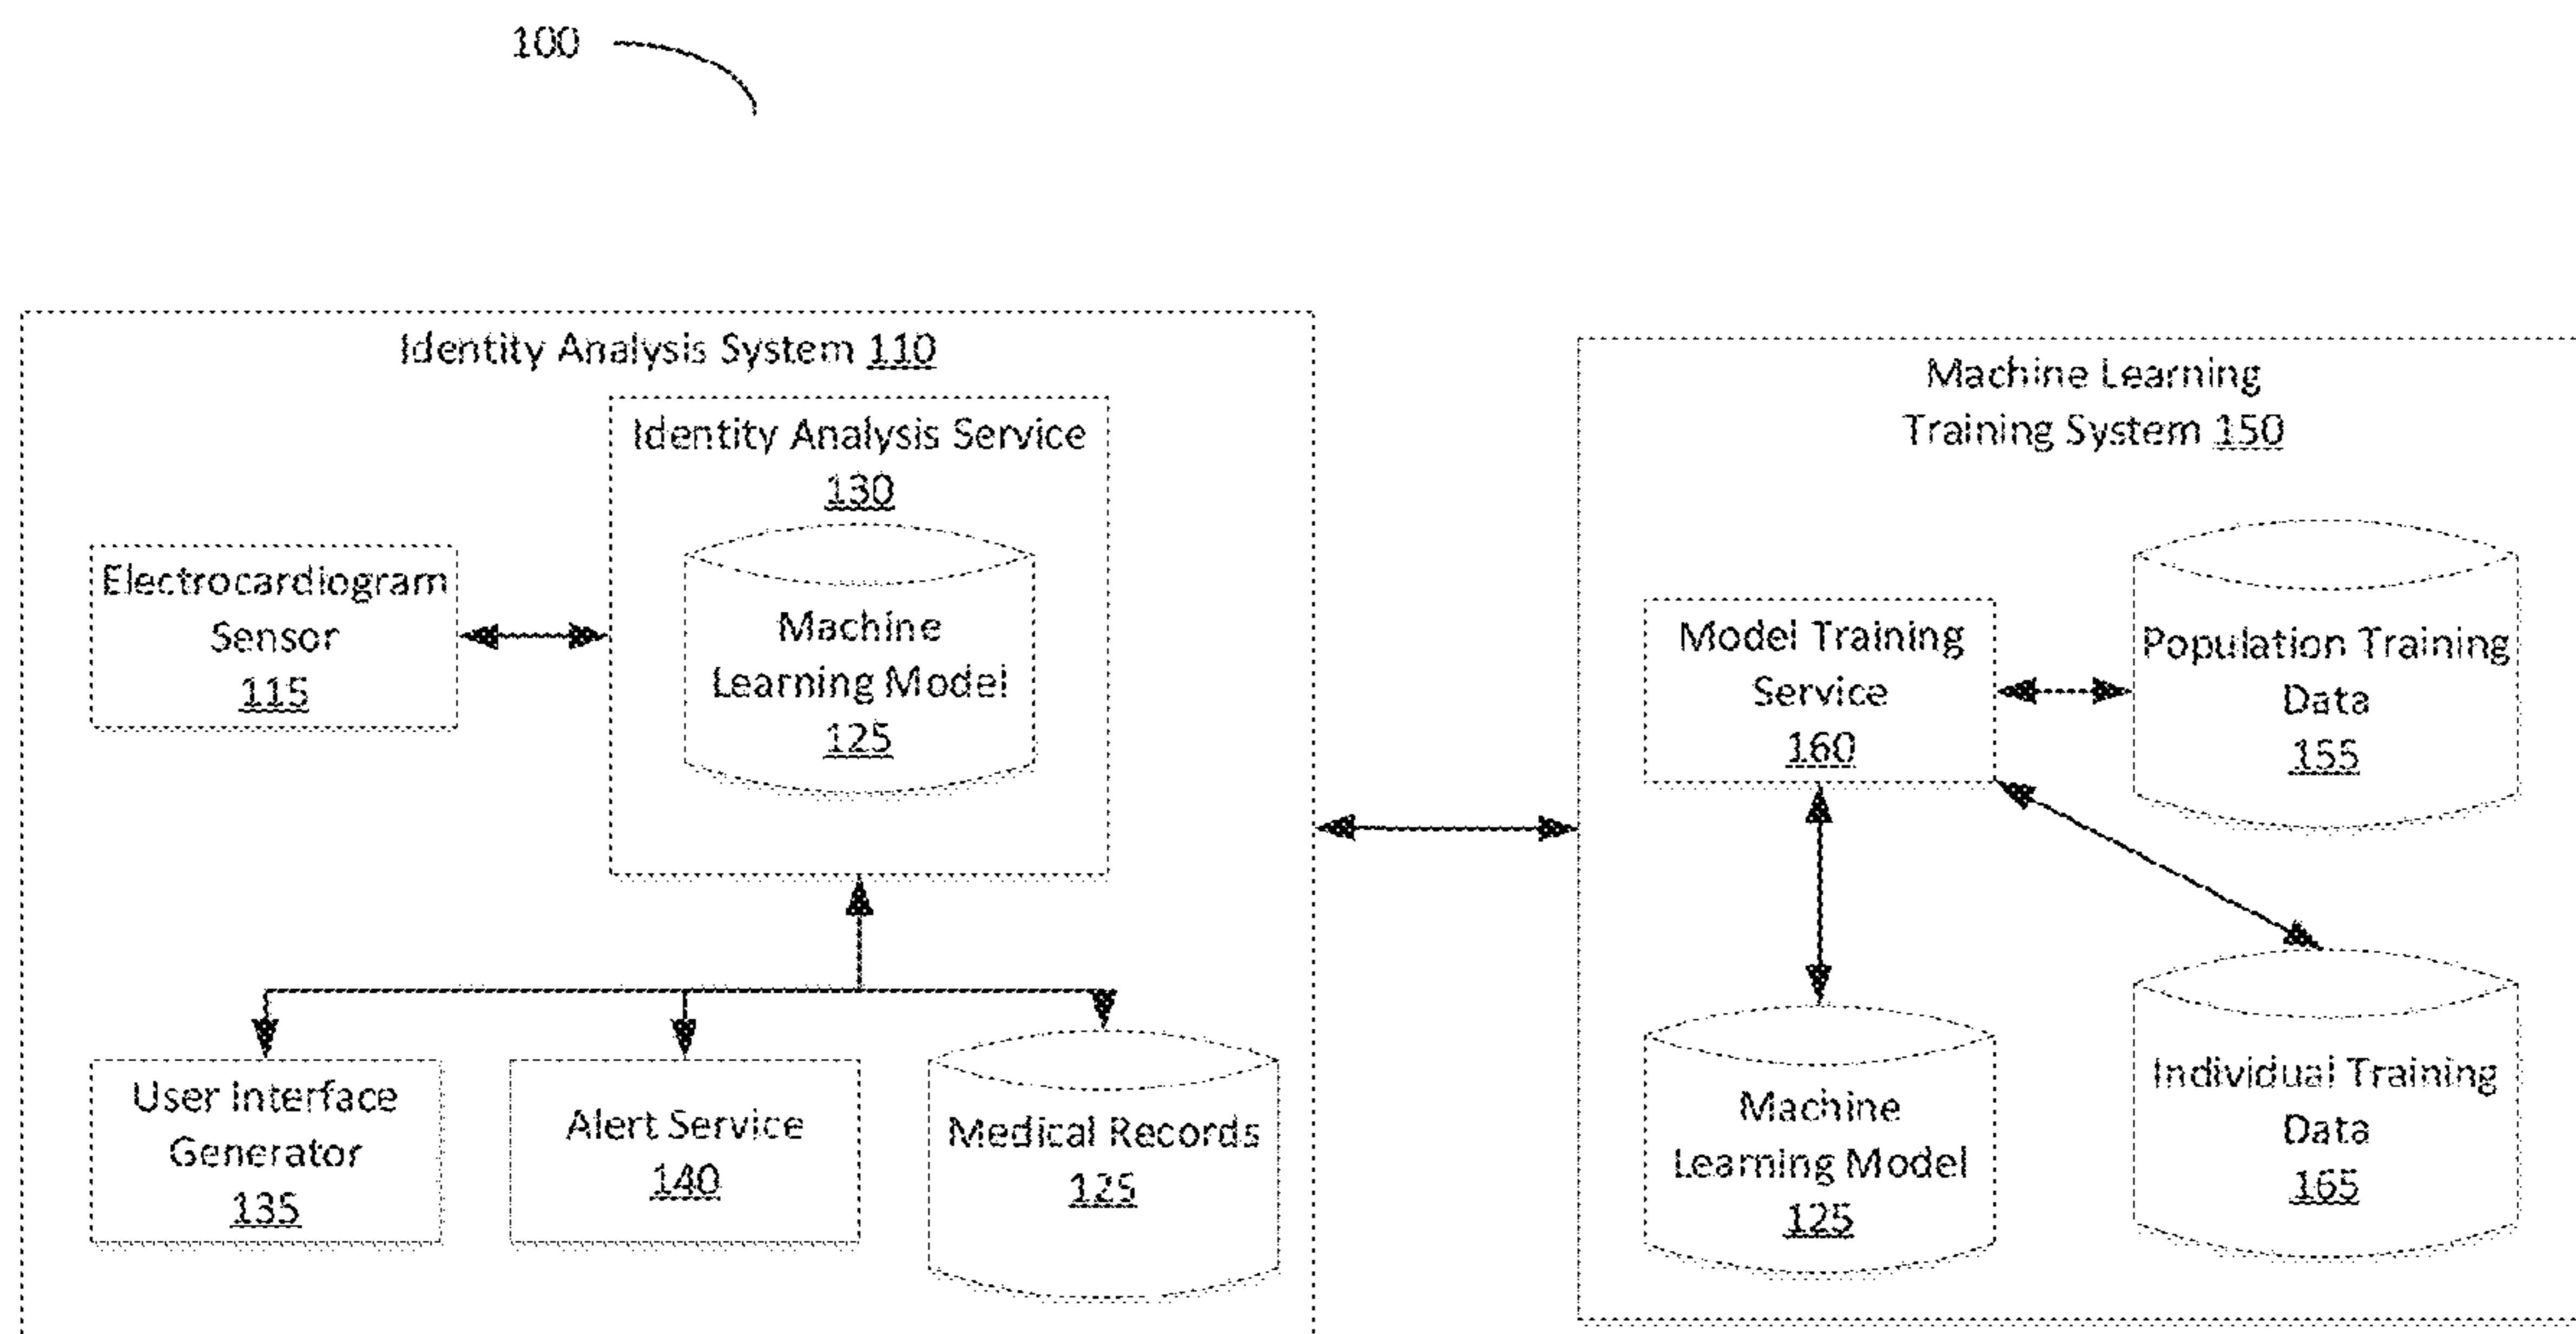 100
Identity Analysis System 110
Identity Analysis Service
130
Machine
Learning Model
125
Electrocardiogram
Sensor
115
User Interface
Generator
135
Alert Service
140
Medical Records
125
Machine Learning
Training System 150
Model Training
Service
160
Population Training
Data
155
Machine
Learning Model
125
Individual Training
Data
165